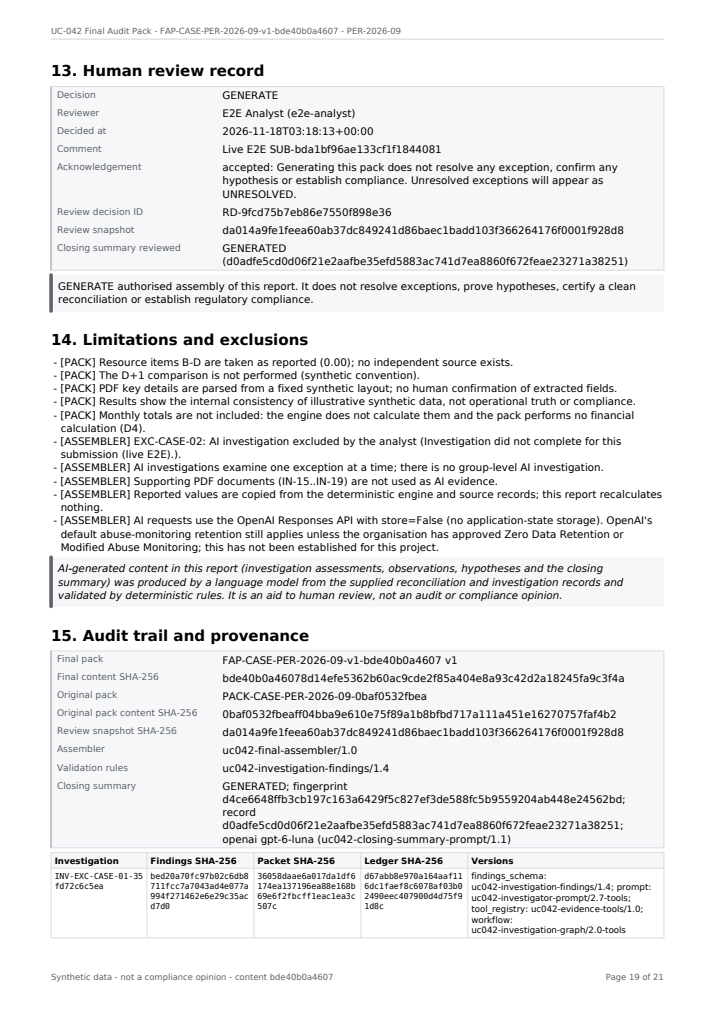 UC-042 Final Audit Pack - FAP-CASE-PER-2026-09-v1-bde40b0a4607 - PER-2026-09
13. Human review record
Decision GENERATE
Reviewer E2E Analyst (e2e-analyst)
Decided at 2026-11-18T03:18:13+00:00
Comment Live E2E SUB-bda1bf96ae133cf1f1844081
Acknowledgement accepted: Generating this pack does not resolve any exception, confirm any
hypothesis or establish compliance. Unresolved exceptions will appear as
UNRESOLVED.
Review decision ID RD-9fcd75b7eb86e7550f898e36
Review snapshot da014a9fe1feea60ab37dc849241d86baec1badd103f366264176f0001f928d8
Closing summary reviewed GENERATED
(d0adfe5cd0d06f21e2aafbe35efd5883ac741d7ea8860f672feae23271a38251)
GENERATE authorised assembly of this report. It does not resolve exceptions, prove hypotheses, certify a clean
reconciliation or establish regulatory compliance.
14. Limitations and exclusions
- [PACK] Resource items B-D are taken as reported (0.00); no independent source exists.
- [PACK] The D+1 comparison is not performed (synthetic convention).
- [PACK] PDF key details are parsed from a fixed synthetic layout; no human confirmation of extracted fields.
- [PACK] Results show the internal consistency of illustrative synthetic data, not operational truth or compliance.
- [PACK] Monthly totals are not included: the engine does not calculate them and the pack performs no financial
calculation (D4).
- [ASSEMBLER] EXC-CASE-02: AI investigation excluded by the analyst (Investigation did not complete for this
submission (live E2E).).
- [ASSEMBLER] AI investigations examine one exception at a time; there is no group-level AI investigation.
- [ASSEMBLER] Supporting PDF documents (IN-15..IN-19) are not used as AI evidence.
- [ASSEMBLER] Reported values are copied from the deterministic engine and source records; this report recalculates
nothing.
- [ASSEMBLER] AI requests use the OpenAI Responses API with store=False (no application-state storage). OpenAI's
default abuse-monitoring retention still applies unless the organisation has approved Zero Data Retention or
Modified Abuse Monitoring; this has not been established for this project.
AI-generated content in this report (investigation assessments, observations, hypotheses and the closing
summary) was produced by a language model from the supplied reconciliation and investigation records and
validated by deterministic rules. It is an aid to human review, not an audit or compliance opinion.
15. Audit trail and provenance
Final pack FAP-CASE-PER-2026-09-v1-bde40b0a4607 v1
Final content SHA-256 bde40b0a46078d14efe5362b60ac9cde2f85a404e8a93c42d2a18245fa9c3f4a
Original pack PACK-CASE-PER-2026-09-0baf0532fbea
Original pack content SHA-256 0baf0532fbeaff04bba9e610e75f89a1b8bfbd717a111a451e16270757faf4b2
Review snapshot SHA-256 da014a9fe1feea60ab37dc849241d86baec1badd103f366264176f0001f928d8
Assembler uc042-final-assembler/1.0
Validation rules uc042-investigation-findings/1.4
Closing summary GENERATED; fingerprint
d4ce6648ffb3cb197c163a6429f5c827ef3de588fc5b9559204ab448e24562bd;
record
d0adfe5cd0d06f21e2aafbe35efd5883ac741d7ea8860f672feae23271a38251;
openai gpt-6-luna (uc042-closing-summary-prompt/1.1)
Investigation Findings SHA-256 Packet SHA-256 Ledger SHA-256 Versions
INV-EXC-CASE-01-35 bed20a70fc97b02c6db8 36058daae6a017da1df6 d67abb8e970a164aaf11 findings_schema:
fd72c6c5ea 711fcc7a7043ad4e077a 174ea137196ea88e168b 6dc1faef8c6078af03b0 uc042-investigation-findings/1.4; prompt:
994f271462e6e29c35ac 69e6f2fbcff1eac1ea3c 2490eec407900d4d75f9 uc042-investigator-prompt/2.7-tools;
d7d0 507c 1d8c tool_registry: uc042-evidence-tools/1.0;
workflow:
uc042-investigation-graph/2.0-tools
Synthetic data - not a compliance opinion - content bde40b0a4607 Page 19 of 21